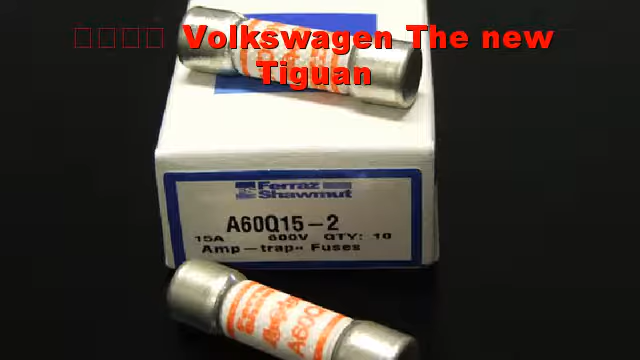 Volkswagen The new
Tiguan
Ferraz
Shawmut
A60Q15-2
15A 600V QTY: 10
Amp-trap Fuses